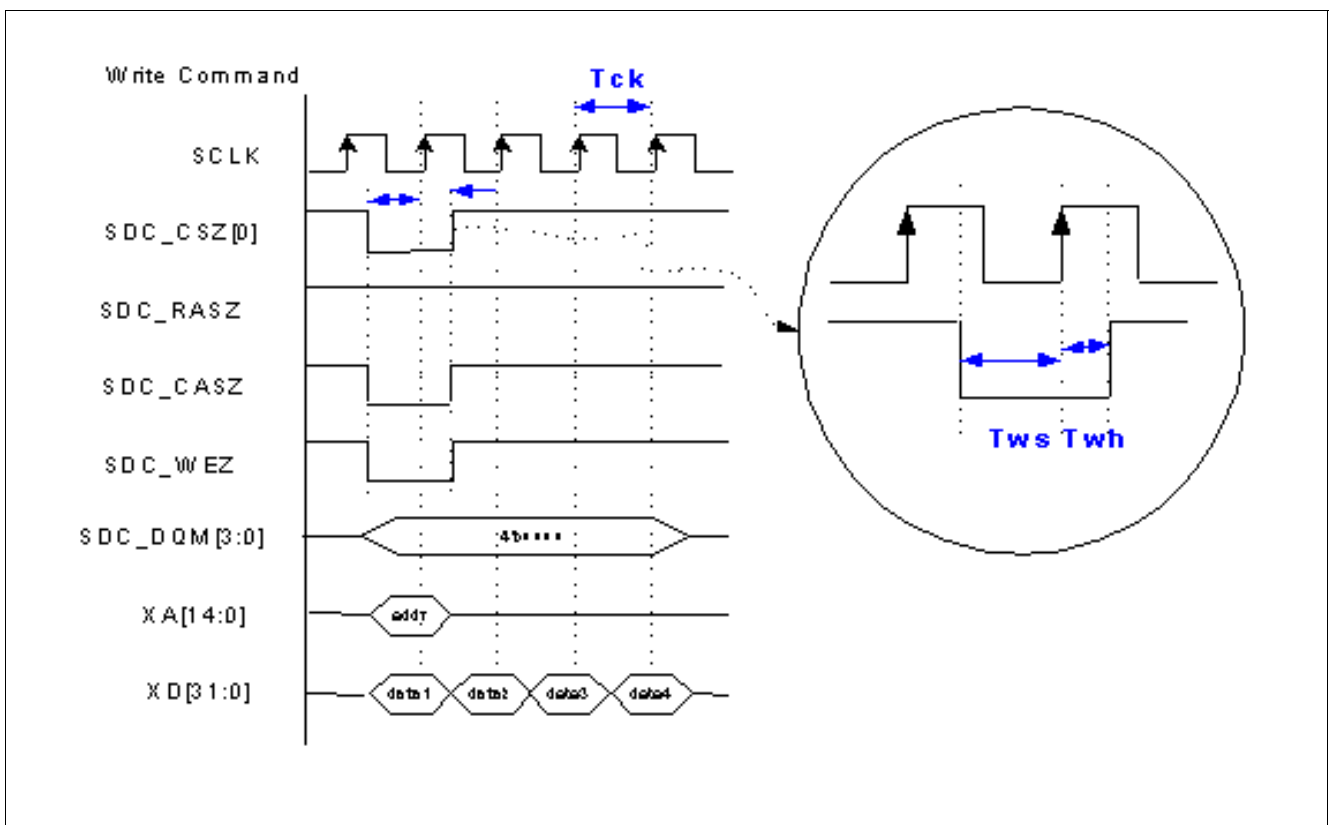 Write Command
Tck
SCLK
SDC_CSZ[0]
SDC_RASZ
SDC_CASZ
SDC_WEZ
Tws Twh
SDC_DQM[3:0]
XA[14:0]
addr
XD[31:0]
data1 data2 data3 data4